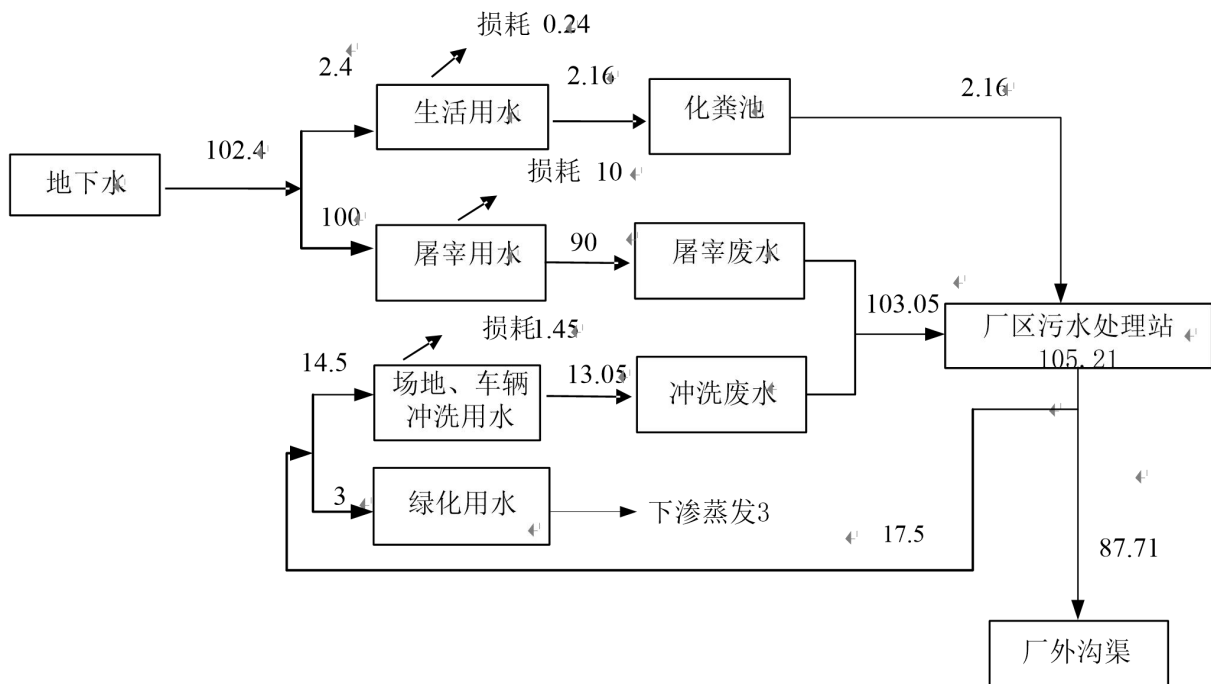 损耗 0.24
2.4
2.16
2.16
生活用水
化粪池
102.4
地下水
损耗 10
100
90
屠宰用水
屠宰废水
103.05
厂区污水处理站
105.21
损耗1.45
14.5
13.05
场地、车辆
冲洗用水
冲洗废水
3
绿化用水
下渗蒸发3
17.5
87.71
厂外沟渠